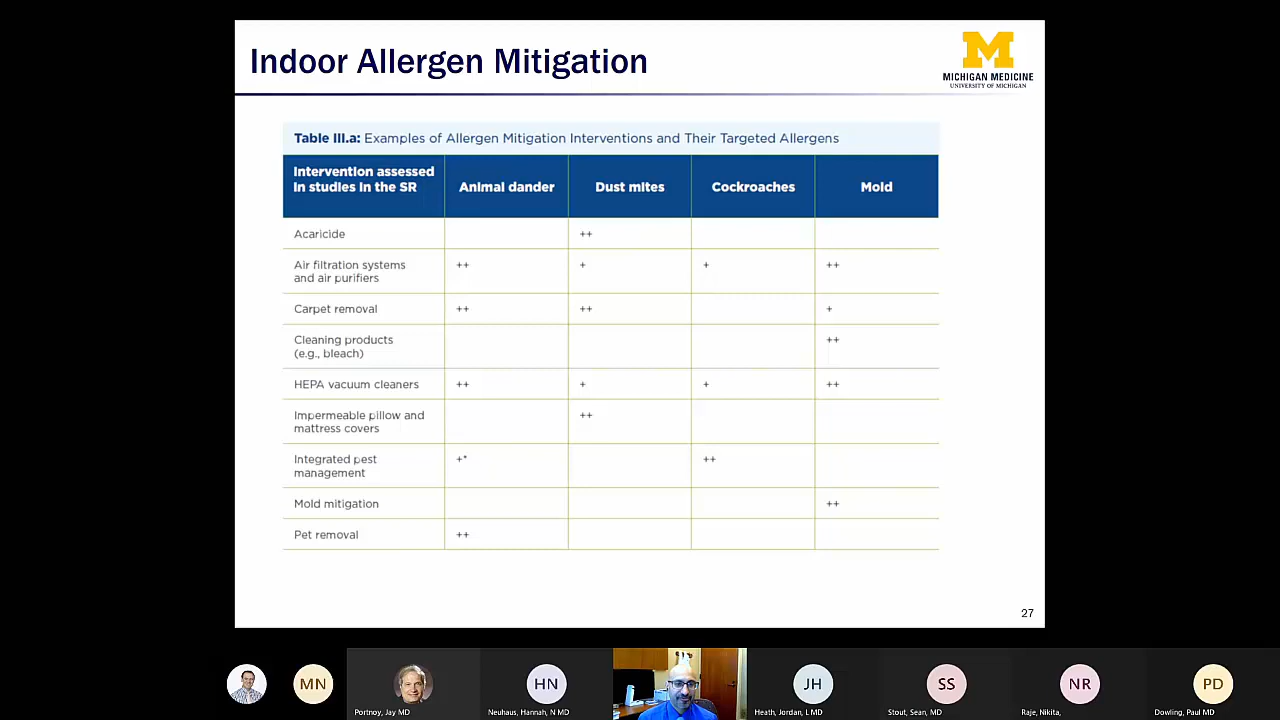 Indoor Allergen Mitigation
M
MICHIGAN MEDICINE
UNIVERSITY OF MICHIGAN
Table III.a: Examples of Allergen Mitigation Interventions and Their Targeted Allergens
Intervention assessed
in studies in the SR
Animal dander
Dust mites
Cockroaches
Mold
Acaricide
++
Air filtration systems
and air purifiers
++
+
+
++
Carpet removal
++
++
+
Cleaning products
(e.g., bleach)
++
HEPA vacuum cleaners
++
+
+
++
Impermeable pillow and
mattress covers
++
Integrated pest
management
+*
++
Mold mitigation
++
Pet removal
++
27
MN
HN
JH
SS
NR
PD
Portnoy, Jay MD
Neuhaus, Hannah, N MD
Heath, Jordan, L MD
Stout, Sean, MD
Raje, Nikita,
Dowling, Paul MD